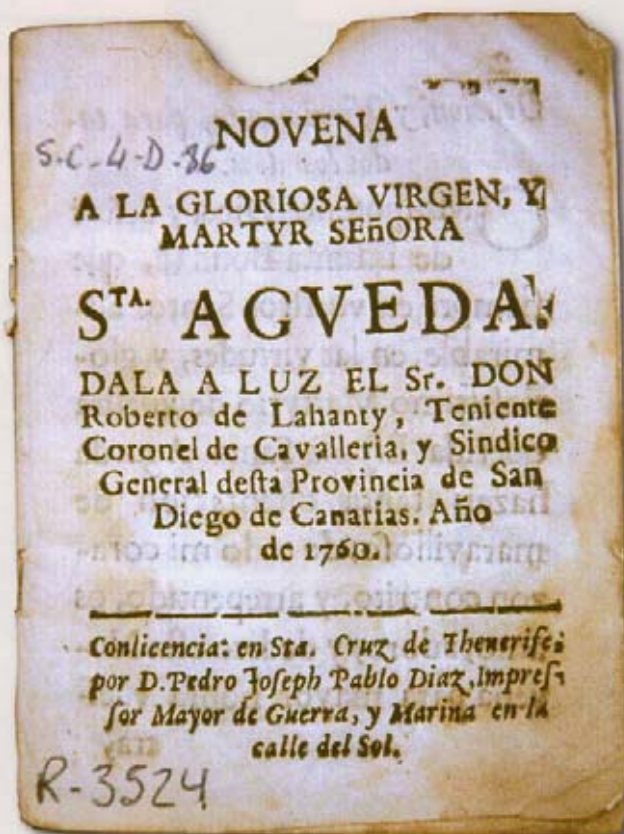 NOVENA
S.C-4-D-86
A LA GLORIOSA VIRGEN, Y
MARTYR SEñORA
S.TA. AGVEDA.
DALA A LUZ EL Sr. DON
Roberto de Lahanty, Teniente
Coronel de Cavalleria, y Sindico
General deſta Provincia de San
Diego de Canarias. Año
de 1760.
Conlicencia: en Sta. Cruz de Thenerife:
por D. Pedro Joſeph Pablo Diaz, Impreſ-
ſor Mayor de Guerra, y Marina en la
calle del Sol.
R-3524